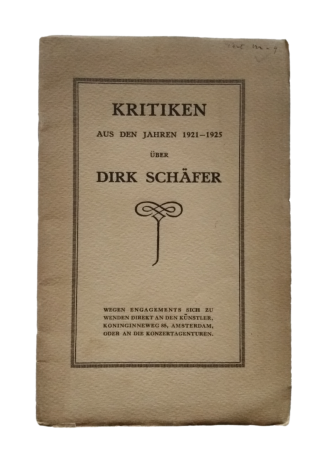 KRITIKEN
AUS DEN JAHREN 1921—1925
ÜBER
DIRK SCHÄFER
WEGEN ENGAGEMENTS SICH ZU
WENDEN DIREKT AN DEN KÜNSTLER,
KONINGINNEWEG 86, AMSTERDAM,
ODER AN DIE KONZERTAGENTUREN.